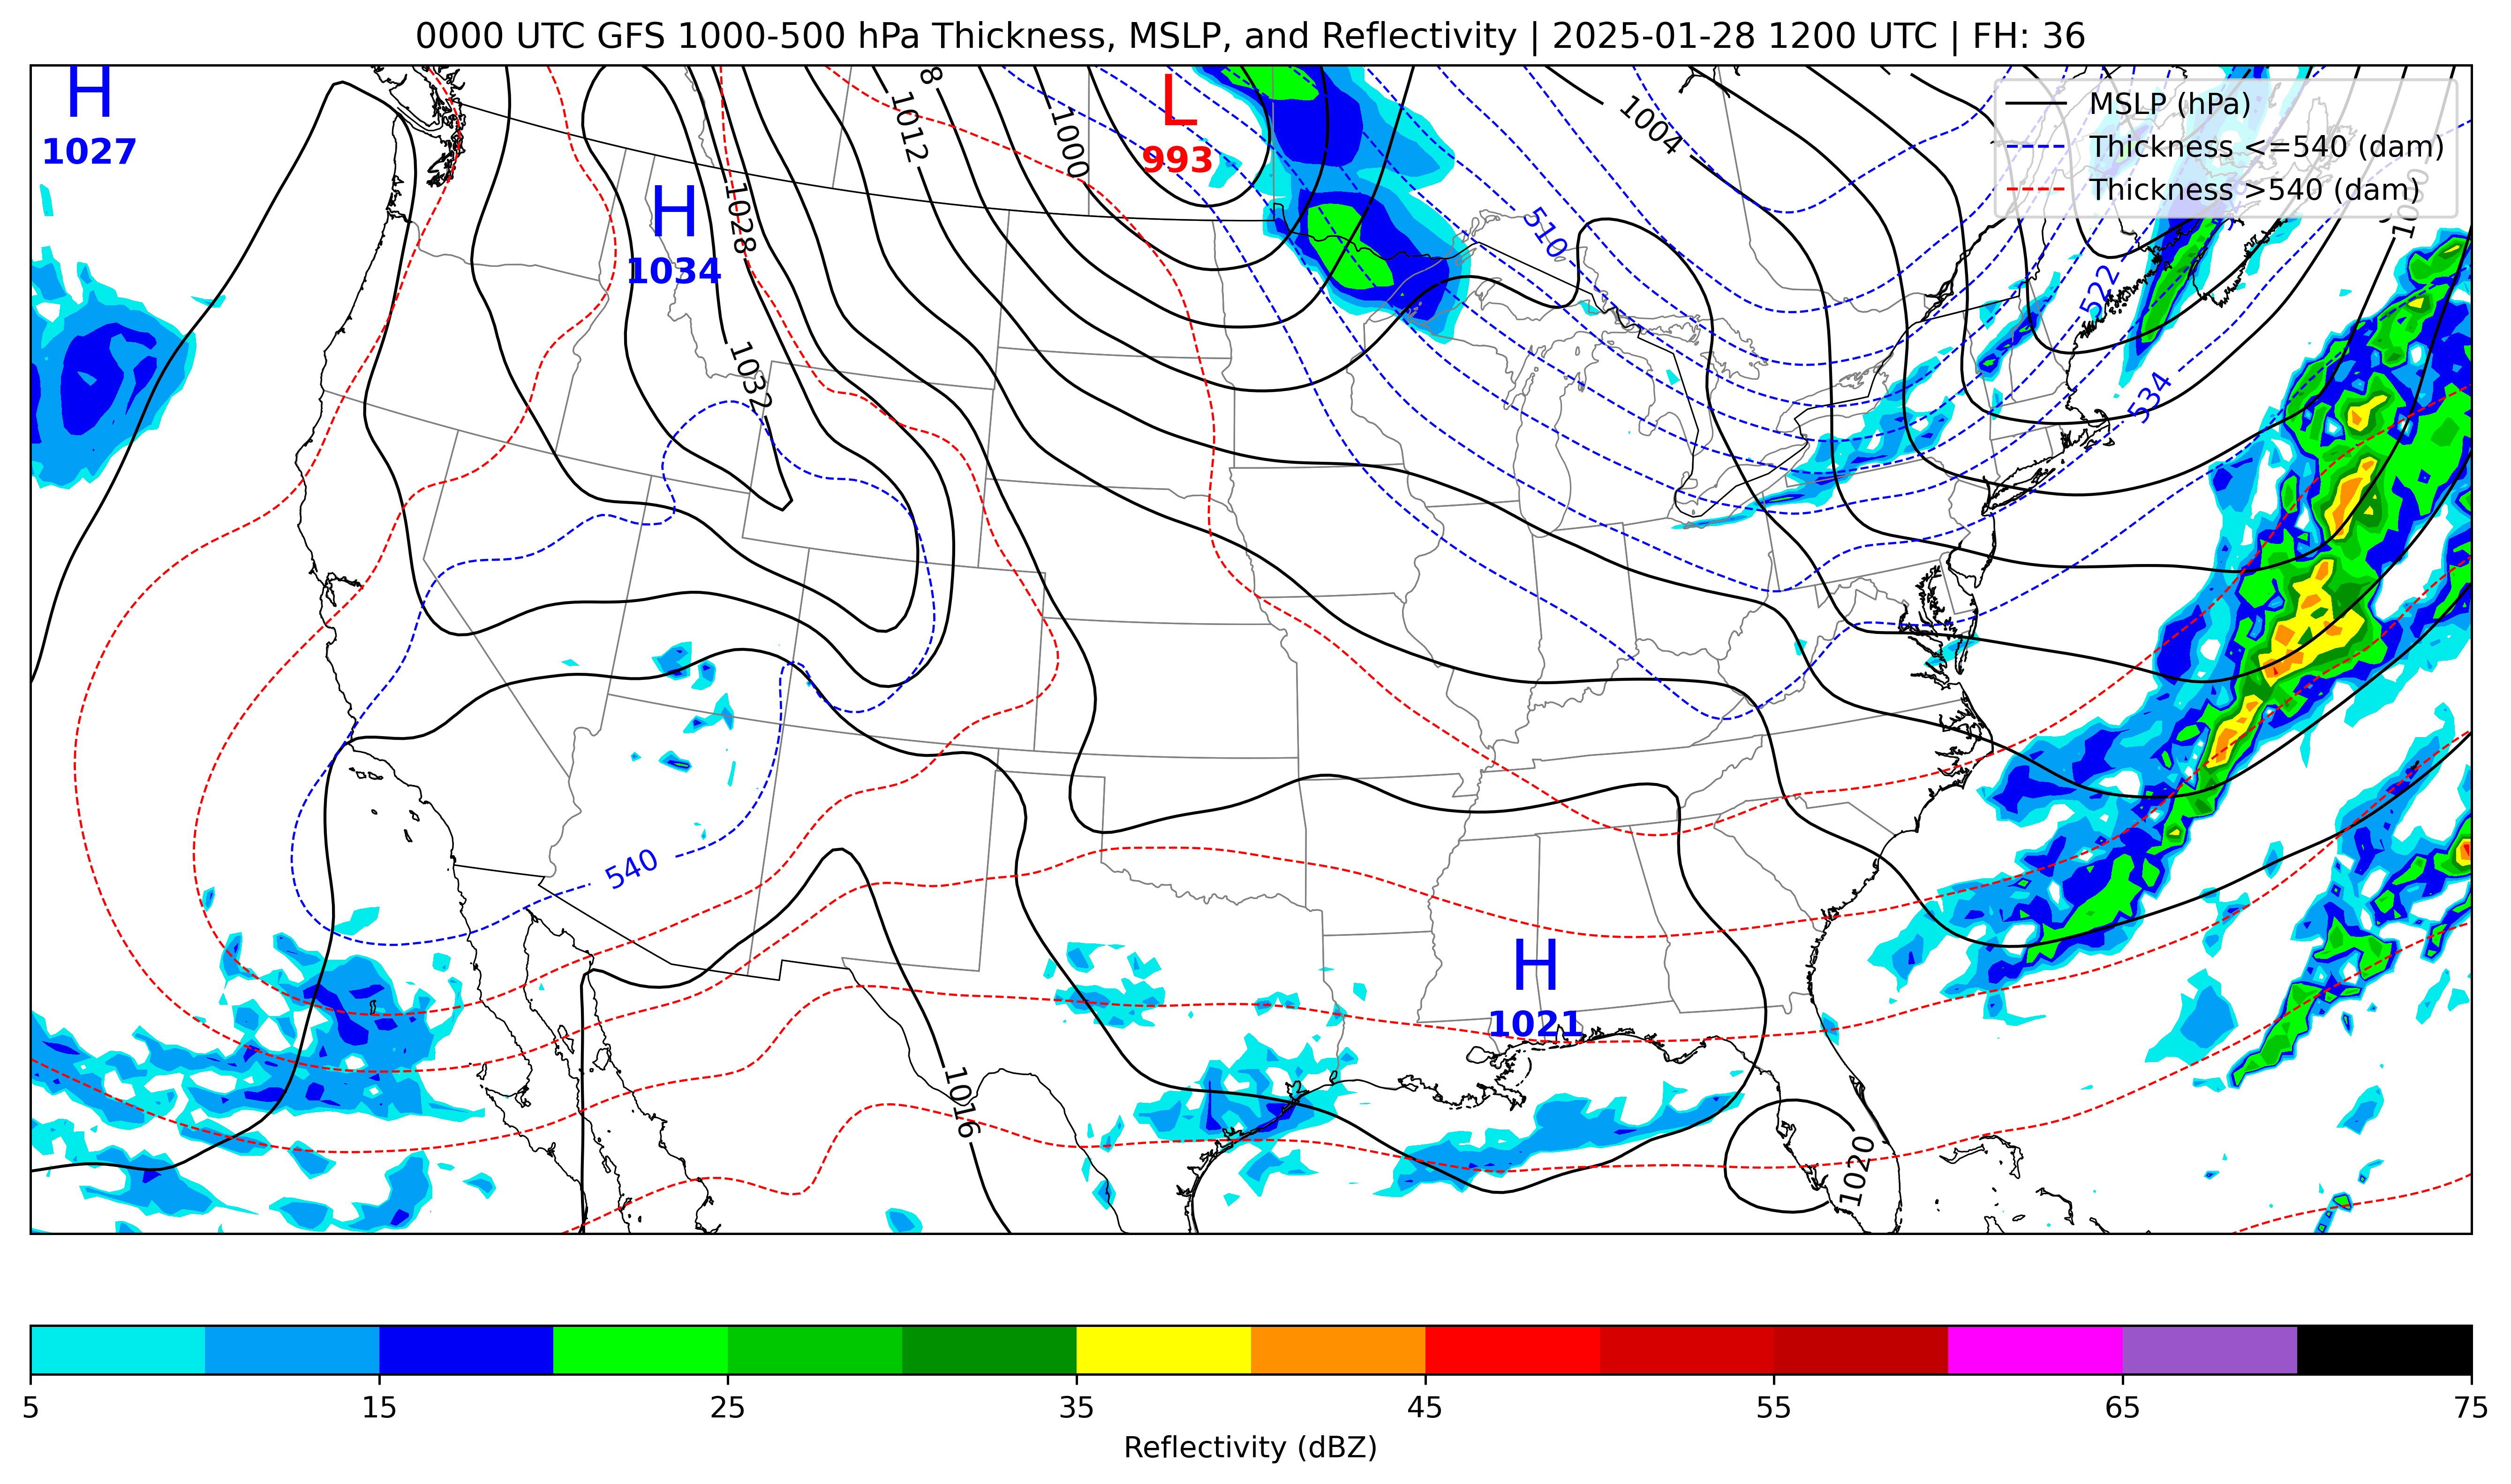 0000 UTC GFS 1000-500 hPa Thickness, MSLP, and Reflectivity | 2025-01-28 1200 UTC | FH: 36
MSLP (hPa)
Thickness <=540 (dam)
Thickness >540 (dam)
H
1027
L
993
H
1034
H
1021
1012
1000
1004
1028
1032
510
522
534
540
1016
1020
5 15 25 35 45 55 65 75
Reflectivity (dBZ)